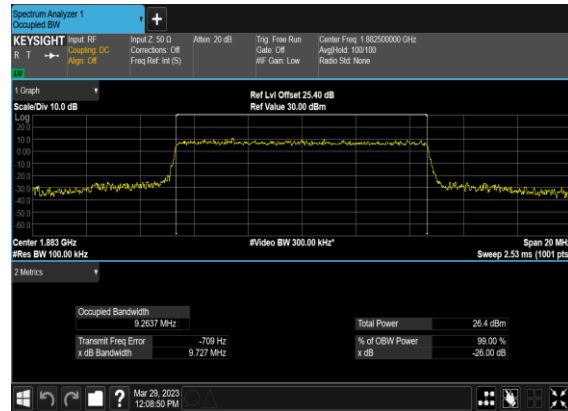 Spectrum Analyzer 1
Occupied BW
+
KEYSIGHT Input: RF Input Z: 50 Ω Atten: 20 dB Trig: Free Run Center Freq: 1.882500000 GHz
R T Coupling: DC Corrections: Off Gate: Off Avg|Hold: 100/100
Align: Off Freq Ref: Int (S) #IF Gain: Low Radio Std: None
1 Graph Ref Lvl Offset 25.40 dB
Scale/Div 10.0 dB Ref Value 30.00 dBm
Log
20.0
10.0
0.00
-10.0
-20.0
-30.0
-40.0
-50.0
-60.0
Center 1.883 GHz #Video BW 300.00 kHz* Span 20 MHz
#Res BW 100.00 kHz Sweep 2.53 ms (1001 pts)
2 Metrics
Occupied Bandwidth
9.2637 MHz Total Power 26.4 dBm
Transmit Freq Error -709 Hz % of OBW Power 99.00 %
x dB Bandwidth 9.727 MHz x dB -26.00 dB
? Mar 29, 2023
12:08:50 PM